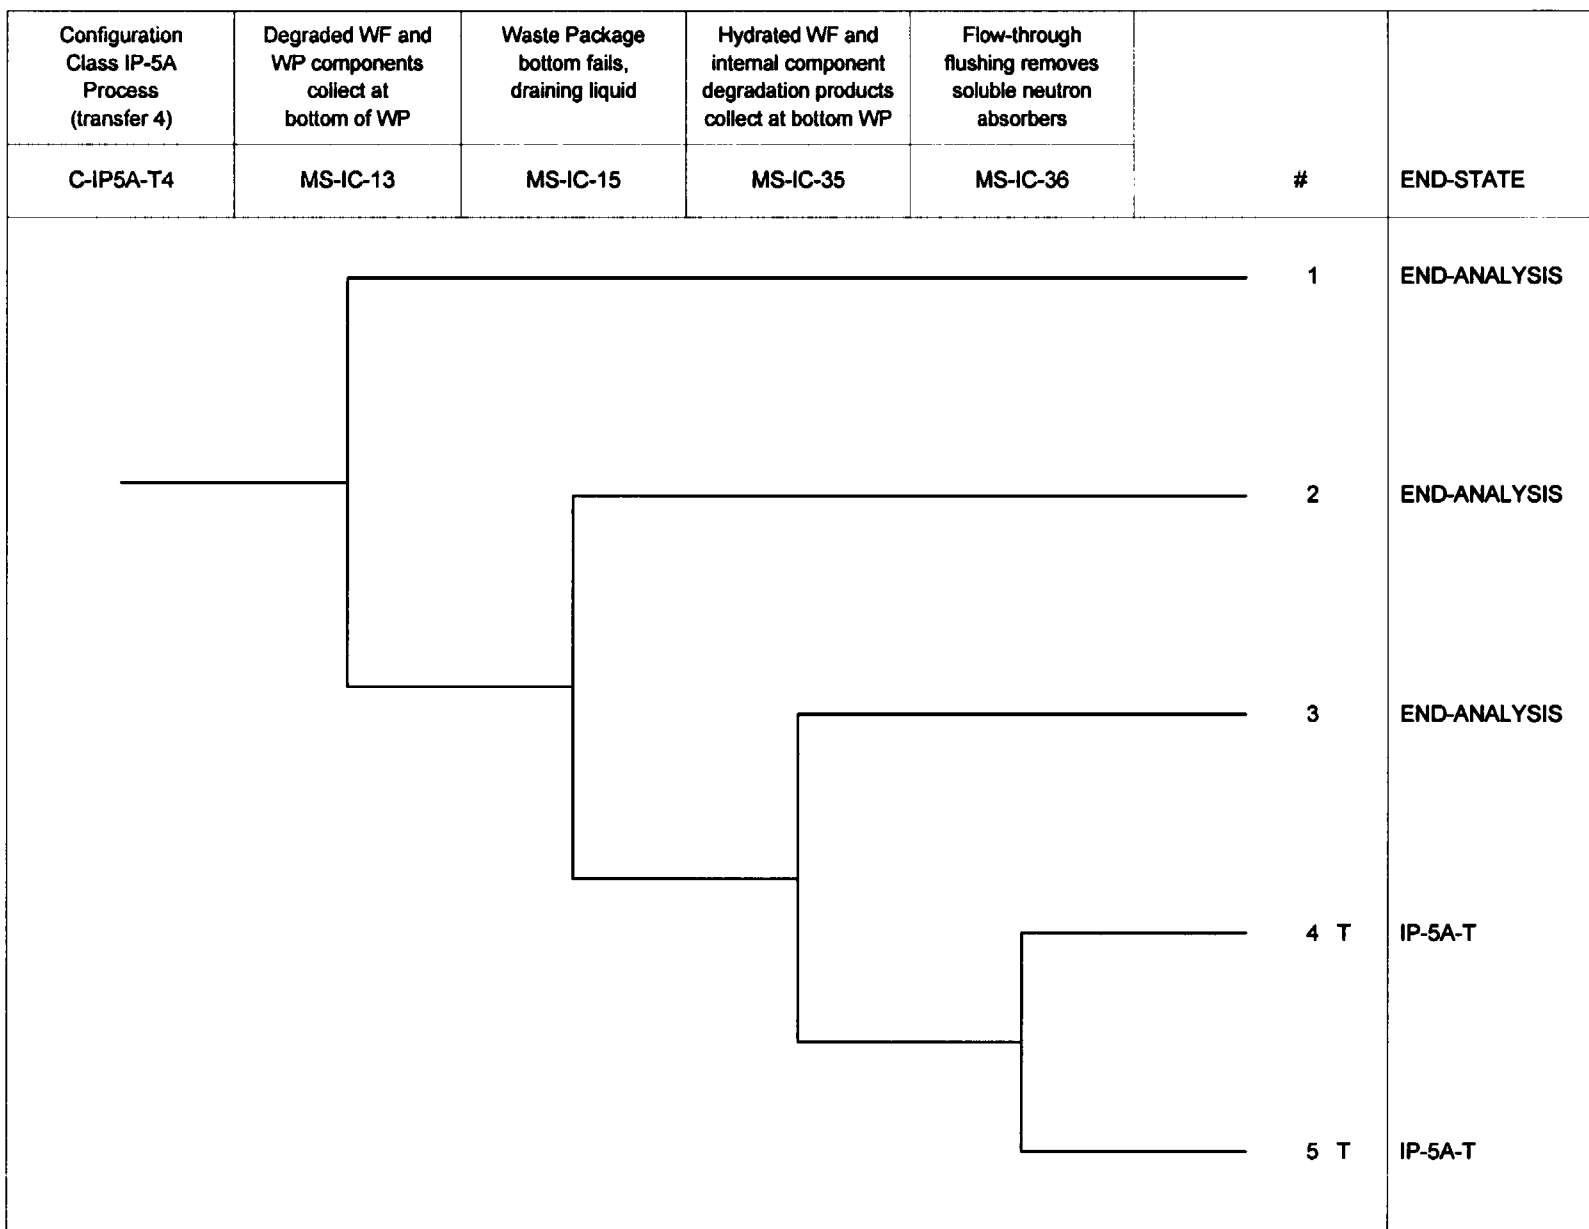 Configuration
Class IP-5A
Process
(transfer 4)
Degraded WF and
WP components
collect at
bottom of WP
Waste Package
bottom fails,
draining liquid
Hydrated WF and
internal component
degradation products
collect at bottom WP
Flow-through
flushing removes
soluble neutron
absorbers
C-IP5A-T4
MS-IC-13
MS-IC-15
MS-IC-35
MS-IC-36
#
END-STATE
1
END-ANALYSIS
2
END-ANALYSIS
3
END-ANALYSIS
4 T
IP-5A-T
5 T
IP-5A-T